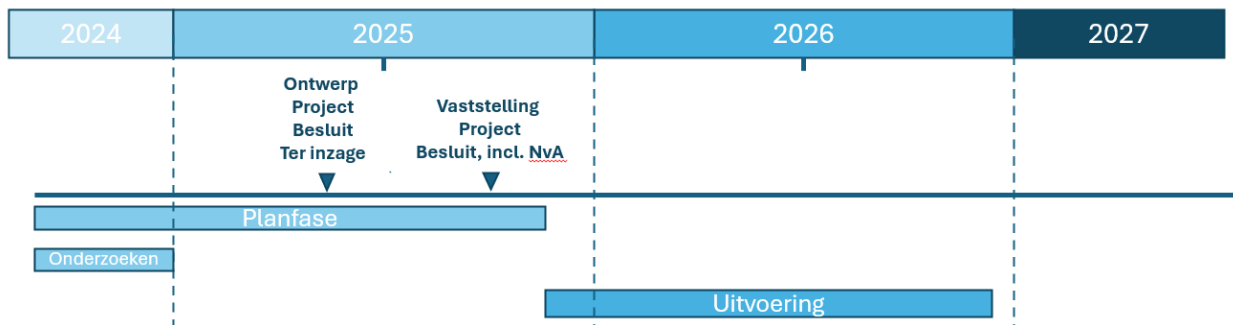 2024
2025
2026
2027
Ontwerp
Project
Besluit
Ter inzage
Vaststelling
Project
Besluit, incl. NvA
Planfase
Onderzoeken
Uitvoering